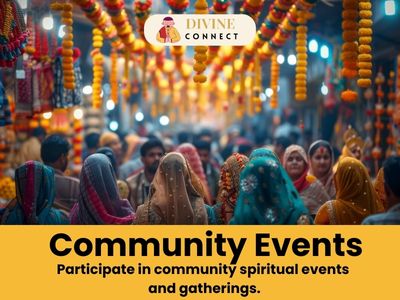 DIVINE
CONNECT
Community Events
Participate in community spiritual events
and gatherings.